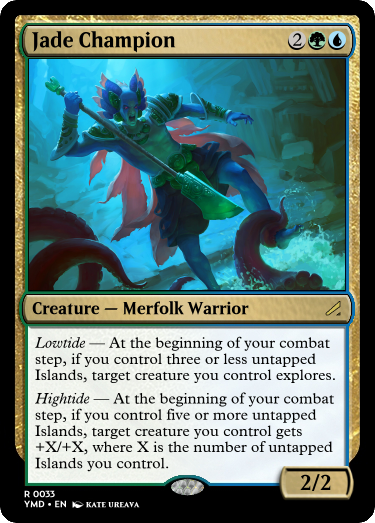 Jade Champion 2
Creature — Merfolk Warrior
Lowtide — At the beginning of your combat
step, if you control three or less untapped
Islands, target creature you control explores.
Hightide — At the beginning of your combat
step, if you control five or more untapped
Islands, target creature you control gets
+X/+X, where X is the number of untapped
Islands you control.
2/2
R 0033
YMD • EN KATE UREAVA